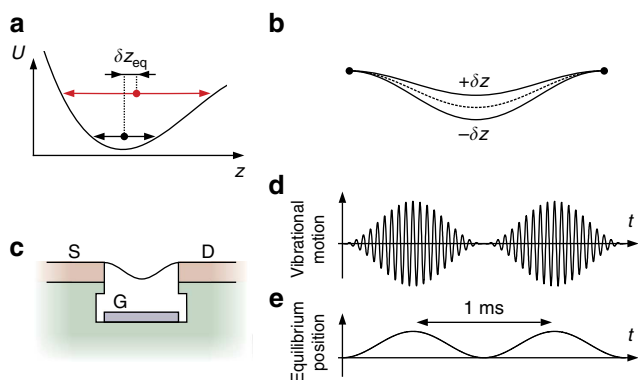 a
U
δz_eq
z
b
+δz
−δz
c
S
D
G
d
Vibrational
motion
t
e
1 ms
Equilibrium
position
t